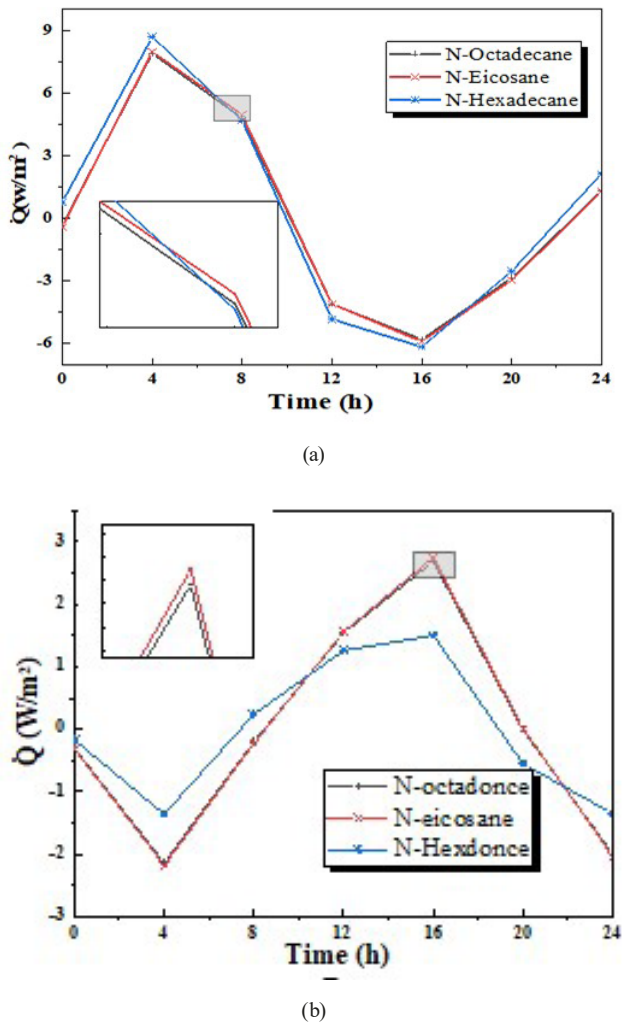 9
6
3
0
-3
-6
Q̇(w/m²)
N-Octadecane
N-Eicosane
N-Hexadecane
0 4 8 12 16 20 24
Time (h)
(a)
3
2
1
0
-1
-2
-3
Q̇ (W/m²)
N-octadonce
N-eicosane
N-Hexdonce
0 4 8 12 16 20 24
Time (h)
(b)